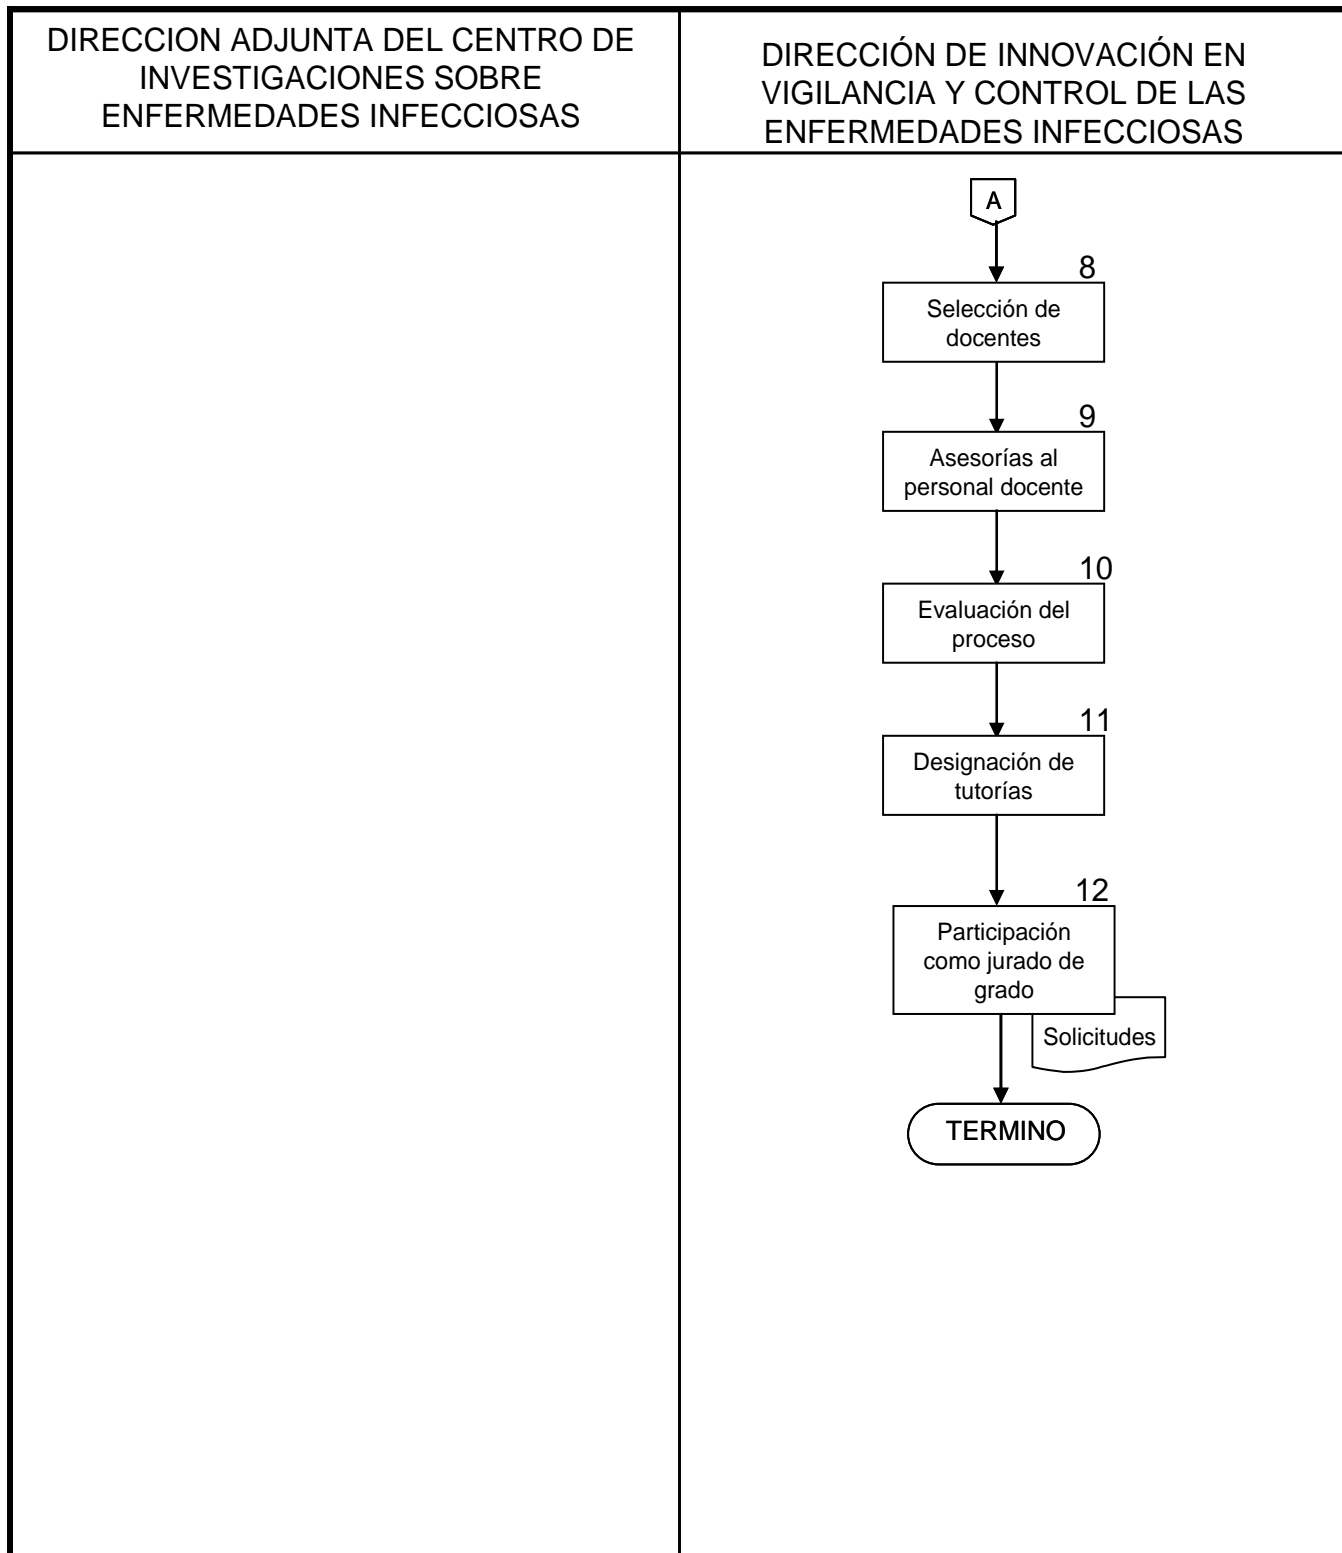 DIRECCION ADJUNTA DEL CENTRO DE
INVESTIGACIONES SOBRE
ENFERMEDADES INFECCIOSAS
DIRECCIÓN DE INNOVACIÓN EN
VIGILANCIA Y CONTROL DE LAS
ENFERMEDADES INFECCIOSAS
A
8
Selección de
docentes
9
Asesorías al
personal docente
10
Evaluación del
proceso
11
Designación de
tutorías
12
Participación
como jurado de
grado
Solicitudes
TERMINO